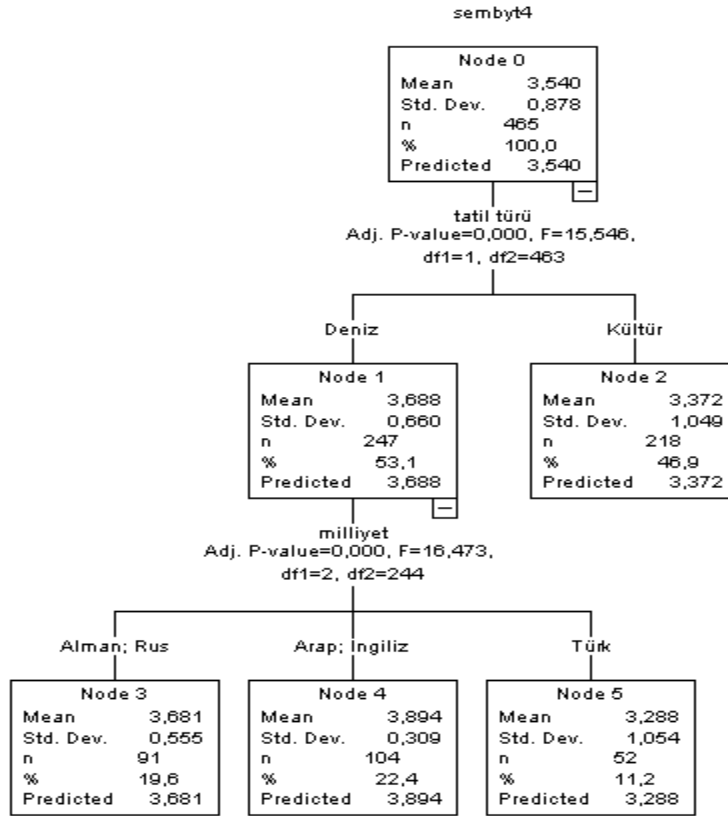 sembyt4
Node 0
Mean 3,540
Std. Dev. 0,878
n 465
% 100,0
Predicted 3,540
tatil türü
Adj. P-value=0,000, F=15,546,
df1=1, df2=463
Deniz
Kültür
Node 1
Mean 3,688
Std. Dev. 0,660
n 247
% 53,1
Predicted 3,688
Node 2
Mean 3,372
Std. Dev. 1,049
n 218
% 46,9
Predicted 3,372
milliyet
Adj. P-value=0,000, F=16,473,
df1=2, df2=244
Alman; Rus
Arap; İngiliz
Türk
Node 3
Mean 3,681
Std. Dev. 0,555
n 91
% 19,6
Predicted 3,681
Node 4
Mean 3,894
Std. Dev. 0,309
n 104
% 22,4
Predicted 3,894
Node 5
Mean 3,288
Std. Dev. 1,054
n 52
% 11,2
Predicted 3,288